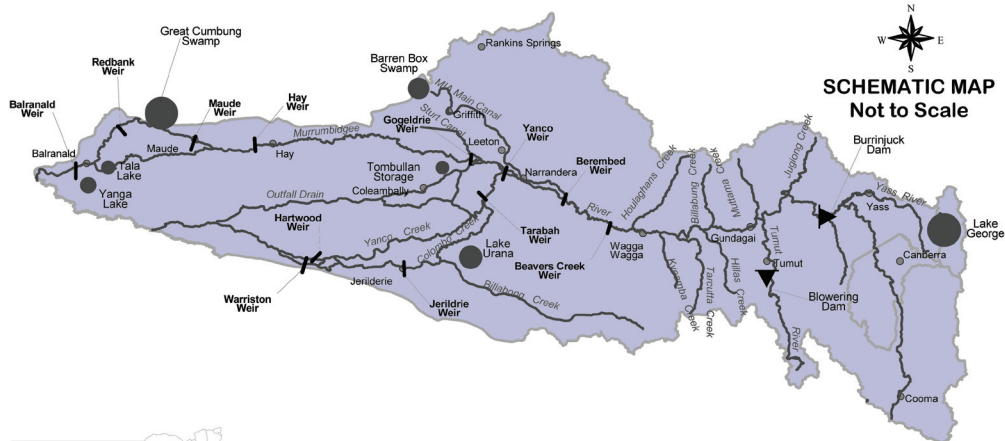 Great Cumbung
Swamp
Redbank
Weir
Balranald
Weir
Maude
Weir
Hay
Weir
Barren Box
Swamp
Rankins Springs
N
W
E
S
SCHEMATIC MAP
Not to Scale
MIA Main Canal
Griffith
Sturt Canal
Gogeldrie
Weir
Leeton
Yanco
Weir
Murrumbidgee
Balranald
Maude
Hay
Tala
Lake
Yanga
Lake
Tombullan
Storage
Coleambally
Narrandera
Berembed
Weir
River
Houlaghans Creek
Billabung Creek
Muttama
Creek
Jugiong Creek
Burrinjuck
Dam
Yass River
Yass
Lake
George
Canberra
Outfall Drain
Hartwood
Weir
Yanco Creek
Colombo Creek
Tarabah
Weir
Lake
Urana
Beavers Creek
Weir
Wagga
Wagga
Gundagai
Tumut
Tumut
River
Blowering
Dam
Kyeamba Creek
Tarcutta Creek
Hillas Creek
Warriston
Weir
Jerilderie
Jerildrie
Weir
Billabong Creek
Cooma